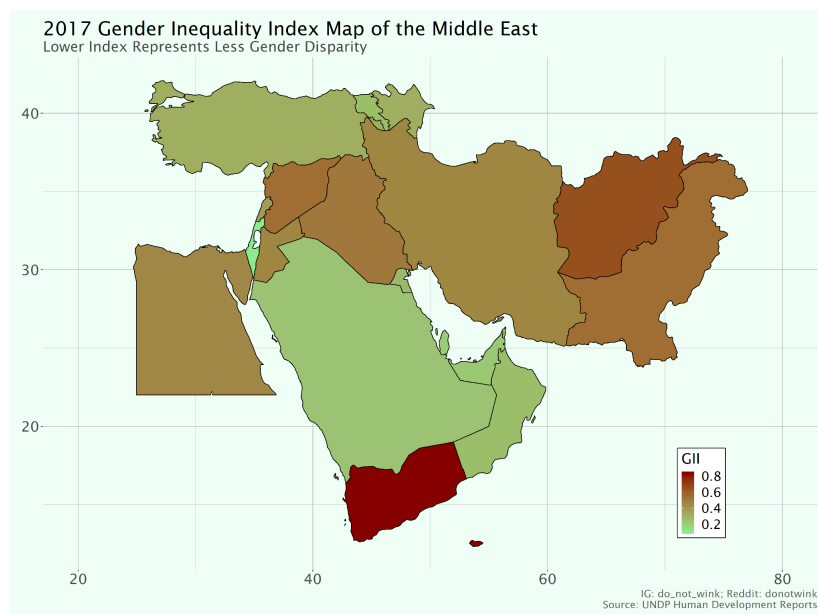 2017 Gender Inequality Index Map of the Middle East
Lower Index Represents Less Gender Disparity
40
30
20
GII
0.8
0.6
0.4
0.2
20 40 60 80
IG: do_not_wink; Reddit: donotwink
Source: UNDP Human Development Reports